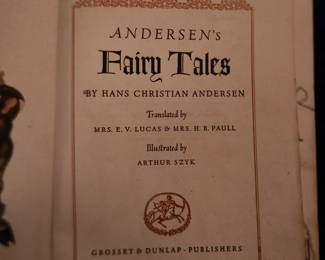 ANDERSEN's
Fairy Tales
BY HANS CHRISTIAN ANDERSEN
Translated by
MRS. E. V. LUCAS & MRS. H. B. PAULL
Illustrated by
ARTHUR SZYK
GROSSET & DUNLAP · PUBLISHERS